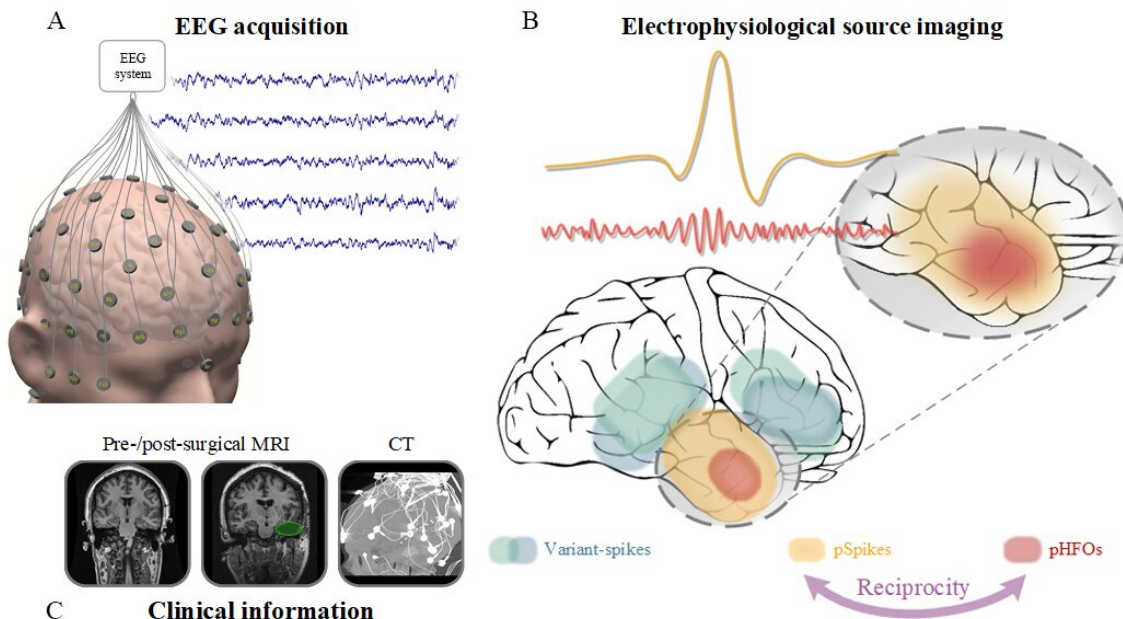 A
EEG acquisition
EEG
system
B
Electrophysiological source imaging
Pre-/post-surgical MRI
CT
Variant-spikes
pSpikes
pHFOs
Reciprocity
C
Clinical information